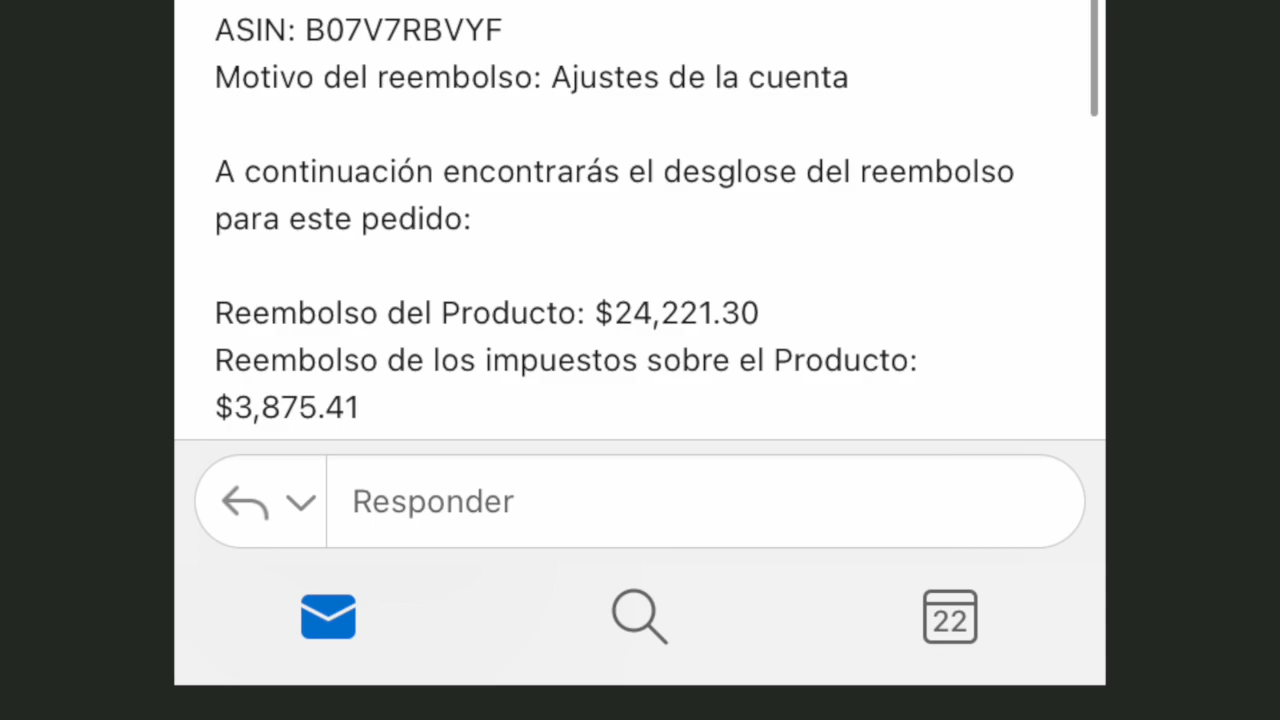 ASIN: B07V7RBVYF
Motivo del reembolso: Ajustes de la cuenta
A continuación encontrarás el desglose del reembolso
para este pedido:
Reembolso del Producto: $24,221.30
Reembolso de los impuestos sobre el Producto:
$3,875.41
Responder
22